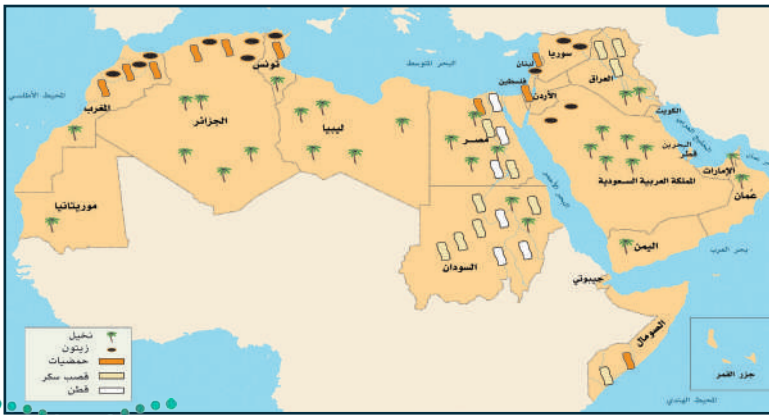 البحر المتوسط
المحيط الأطلسي
تونس
المغرب
الجزائر
ليبيا
مصر
موريتانيا
السودان
سوريا
لبنان
فلسطين
الأردن
العراق
الكويت
البحرين
قطر
الإمارات
المملكة العربية السعودية
عُمان
اليمن
البحر الأحمر
بحر العرب
جيبوتي
الصومال
جزر القمر
المحيط الهندي
نخيل
زيتون
حمضيات
قصب سكر
قطن